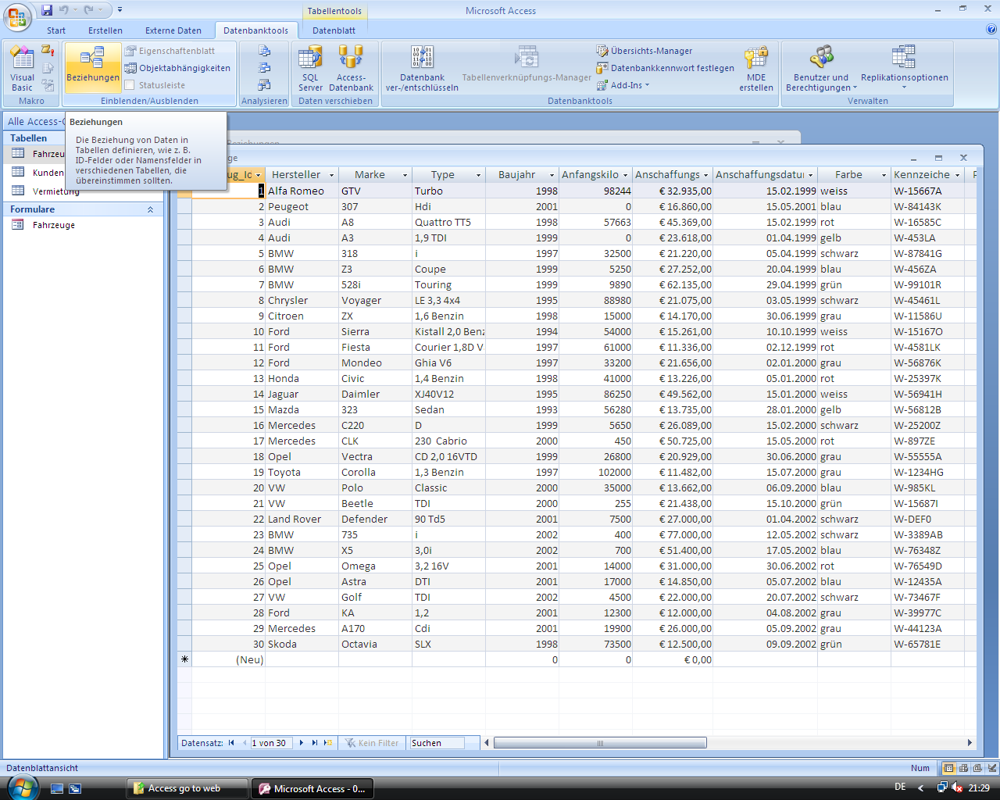 Tabellentools
Microsoft Access
Start Erstellen Externe Daten Datenbanktools Datenblatt
Visual Basic
Makro
Beziehungen
Eigenschaftenblatt
Objektabhängigkeiten
Statusleiste
Einblenden/Ausblenden
Analysieren
SQL Server
Access-Datenbank
Daten verschieben
Datenbank ver-/entschlüsseln
Tabellenverknüpfungs-Manager
Übersichts-Manager
Datenbankkennwort festlegen
Add-Ins
MDE erstellen
Datenbanktools
Benutzer und Berechtigungen
Replikationsoptionen
Verwalten
Alle Access-
Beziehungen
Die Beziehung von Daten in
Tabellen definieren, wie z. B.
ID-Felder oder Namensfelder in
verschiedenen Tabellen, die
übereinstimmen sollten.
Tabellen
Fahrzeu
Kunden
Vermietung
Formulare
Fahrzeuge
Beziehungen
ge
ug_Id Hersteller Marke Type Baujahr Anfangskilo Anschaffungs Anschaffungsdatu Farbe Kennzeiche
1 Alfa Romeo GTV Turbo 1998 98244 € 32.935,00 15.02.1999 weiss W-15667A
2 Peugeot 307 Hdi 2001 0 € 16.860,00 15.05.2001 blau W-84143K
3 Audi A8 Quattro TT5 1998 57663 € 45.369,00 15.02.1999 rot W-16585C
4 Audi A3 1,9 TDI 1999 0 € 23.618,00 01.04.1999 gelb W-453LA
5 BMW 318 i 1997 32500 € 21.220,00 05.04.1999 schwarz W-87841G
6 BMW Z3 Coupe 1999 5250 € 27.252,00 20.04.1999 blau W-456ZA
7 BMW 528i Touring 1999 9890 € 62.135,00 29.04.1999 grün W-99101R
8 Chrysler Voyager LE 3,3 4x4 1995 88980 € 21.075,00 03.05.1999 schwarz W-45461L
9 Citroen ZX 1,6 Benzin 1998 15000 € 14.170,00 30.06.1999 grau W-11586U
10 Ford Sierra Kistall 2,0 Benz 1994 54000 € 15.261,00 10.10.1999 weiss W-15167O
11 Ford Fiesta Courier 1,8D V 1997 61000 € 11.336,00 02.12.1999 rot W-4581LK
12 Ford Mondeo Ghia V6 1997 33200 € 21.656,00 02.01.2000 grau W-56876K
13 Honda Civic 1,4 Benzin 1998 41000 € 13.226,00 05.01.2000 rot W-25397K
14 Jaguar Daimler XJ40V12 1995 86250 € 49.562,00 15.01.2000 weiss W-56941H
15 Mazda 323 Sedan 1993 56280 € 13.735,00 28.01.2000 gelb W-56812B
16 Mercedes C220 D 1999 5650 € 26.089,00 15.02.2000 schwarz W-25200Z
17 Mercedes CLK 230 Cabrio 2000 450 € 50.725,00 15.05.2000 rot W-897ZE
18 Opel Vectra CD 2,0 16VTD 1999 26800 € 20.929,00 30.06.2000 grau W-55555A
19 Toyota Corolla 1,3 Benzin 1997 102000 € 11.482,00 15.07.2000 grau W-1234HG
20 VW Polo Classic 2000 35000 € 13.662,00 06.09.2000 blau W-985KL
21 VW Beetle TDI 2000 255 € 21.438,00 15.10.2000 grün W-15687I
22 Land Rover Defender 90 Td5 2001 7500 € 27.000,00 01.04.2002 schwarz W-DEF0
23 BMW 735 i 2002 400 € 77.000,00 12.05.2002 schwarz W-3389AB
24 BMW X5 3,0i 2002 700 € 51.400,00 17.05.2002 blau W-76348Z
25 Opel Omega 3,2 16V 2001 14000 € 31.000,00 30.06.2002 rot W-76549D
26 Opel Astra DTI 2001 17000 € 14.850,00 05.07.2002 blau W-12435A
27 VW Golf TDI 2002 4500 € 22.000,00 20.07.2002 schwarz W-73467F
28 Ford KA 1,2 2001 12300 € 12.000,00 04.08.2002 grau W-39977C
29 Mercedes A170 Cdi 2001 19900 € 26.000,00 05.09.2002 grau W-44123A
30 Skoda Octavia SLX 1998 73500 € 12.500,00 09.09.2002 grün W-65781E
(Neu) 0 0 € 0,00
Datensatz: 1 von 30 Kein Filter Suchen
Datenblattansicht Num
Access go to web Microsoft Access - 0... DE 21:29